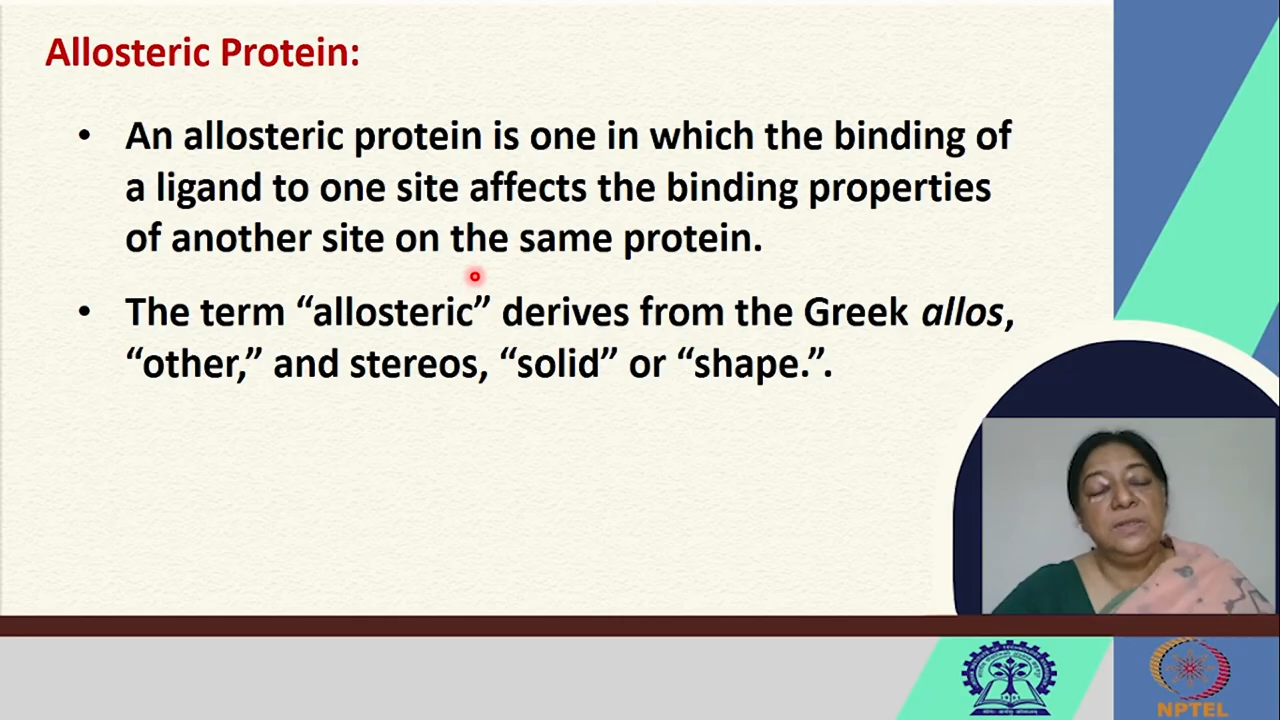 Allosteric Protein:
• An allosteric protein is one in which the binding of
a ligand to one site affects the binding properties
of another site on the same protein.
• The term “allosteric” derives from the Greek allos,
“other,” and stereos, “solid” or “shape.”.
NPTEL